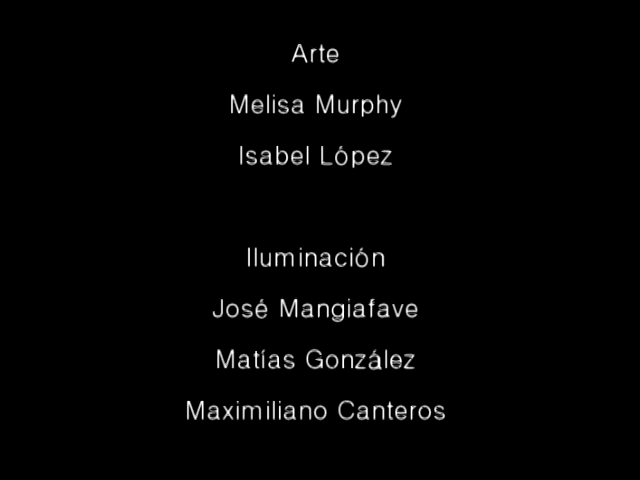 Arte
Melisa Murphy
Isabel López
Iluminación
José Mangiafave
Matías González
Maximiliano Canteros